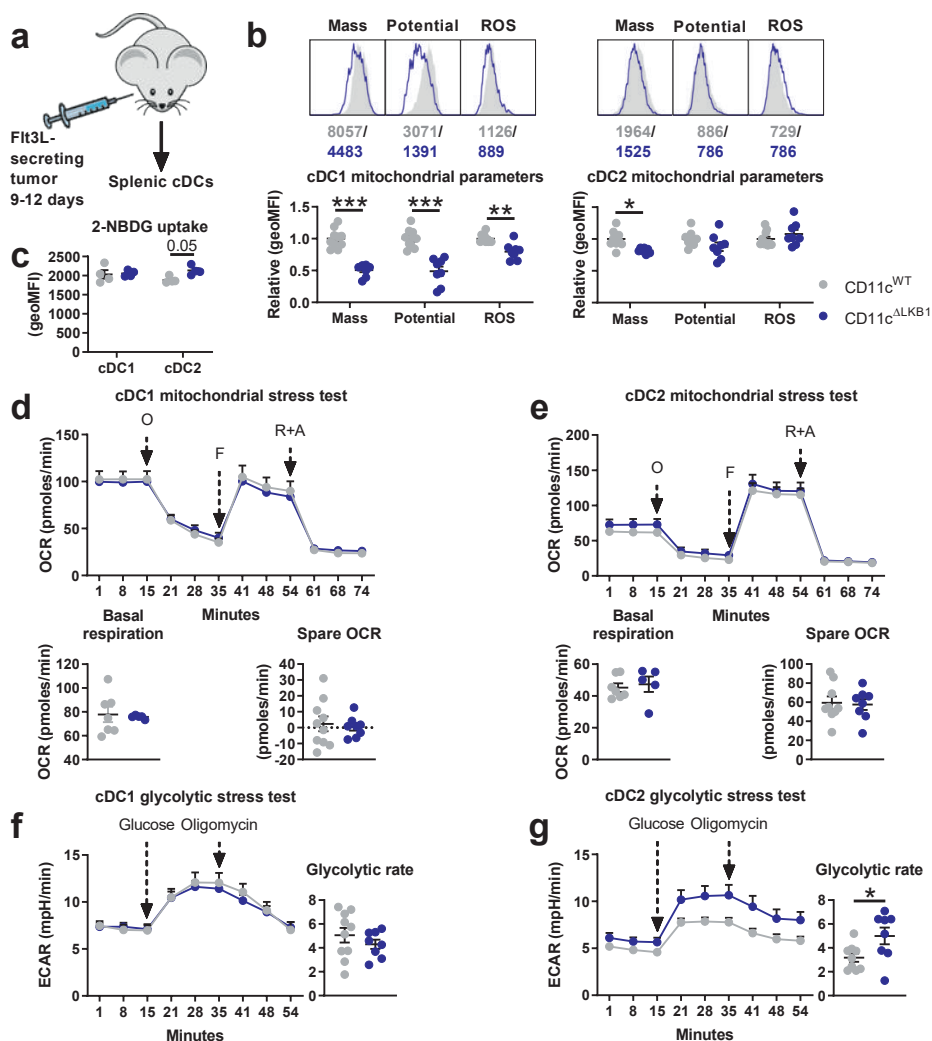 a
Flt3L-
secreting
tumor
9-12 days
Splenic cDCs
b
Mass Potential ROS
8057/ 3071/ 1126/
4483 1391 889
Mass Potential ROS
1964/ 886/ 729/
1525 786 786
cDC1 mitochondrial parameters
Relative (geoMFI)
1.5
1.0
0.5
0.0
*** *** **
Mass Potential ROS
cDC2 mitochondrial parameters
Relative (geoMFI)
1.5
1.0
0.5
0.0
*
Mass Potential ROS
CD11cWT
CD11cΔLKB1
c
2-NBDG uptake
0.05
(geoMFI)
2500
2000
1500
1000
500
0
cDC1 cDC2
d
cDC1 mitochondrial stress test
O F R+A
OCR (pmoles/min)
150
100
50
0
1 8 15 21 28 35 41 48 54 61 68 74
Minutes
Basal
respiration
OCR (pmoles/min)
120
100
80
60
40
Spare OCR
(pmoles/min)
40
30
20
10
0
-10
-20
e
cDC2 mitochondrial stress test
O F R+A
OCR (pmoles/min)
200
150
100
50
0
1 8 15 21 28 35 41 48 54 61 68 74
Minutes
Basal
respiration
OCR (pmoles/min)
60
40
20
0
Spare OCR
(pmoles/min)
100
80
60
40
20
0
f
cDC1 glycolytic stress test
Glucose Oligomycin
ECAR (mpH/min)
15
10
5
0
1 8 15 21 28 35 41 48 54
Minutes
Glycolytic rate
8
6
4
2
0
g
cDC2 glycolytic stress test
Glucose Oligomycin
ECAR (mpH/min)
15
10
5
0
1 8 15 21 28 35 41 48 54
Minutes
Glycolytic rate
*
8
6
4
2
0